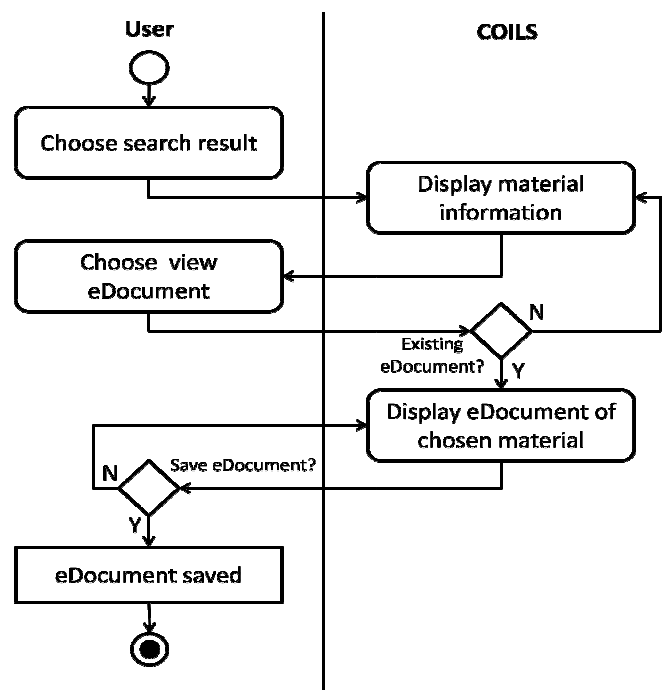 User
COILS
Choose search result
Display material
information
Choose view
eDocument
N
Existing
eDocument?
Y
Display eDocument of
chosen material
Save eDocument?
N
Y
eDocument saved